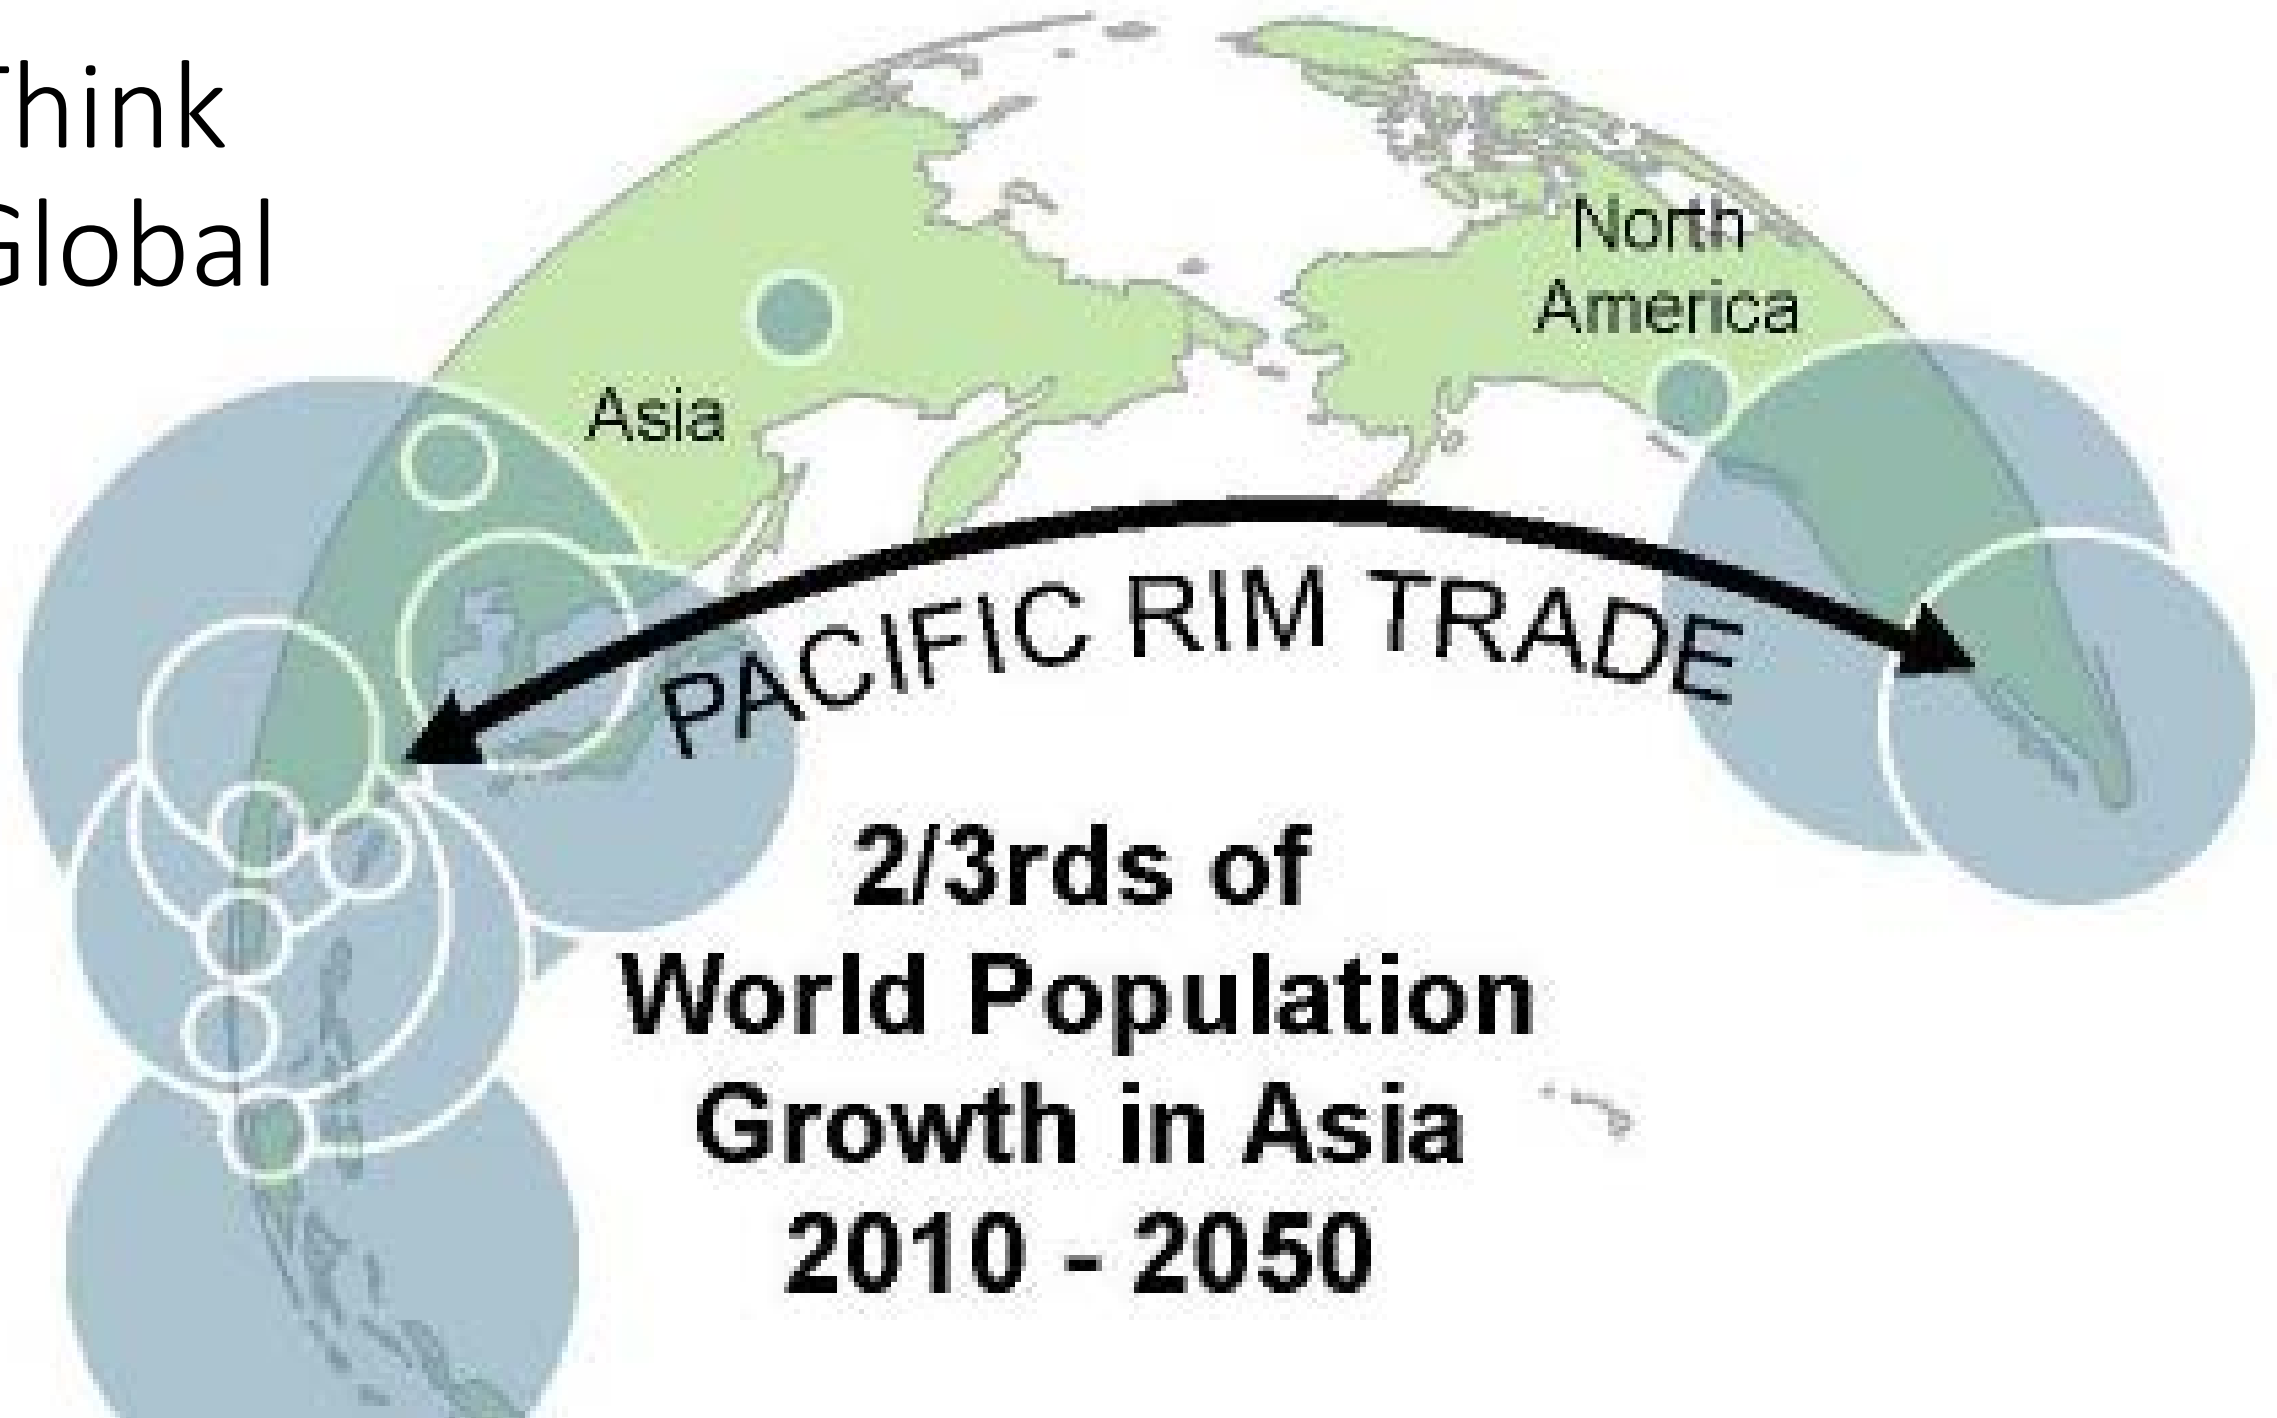 Think
Global
North
America
Asia
PACIFIC RIM TRADE
2/3rds of
World Population
Growth in Asia
2010 - 2050